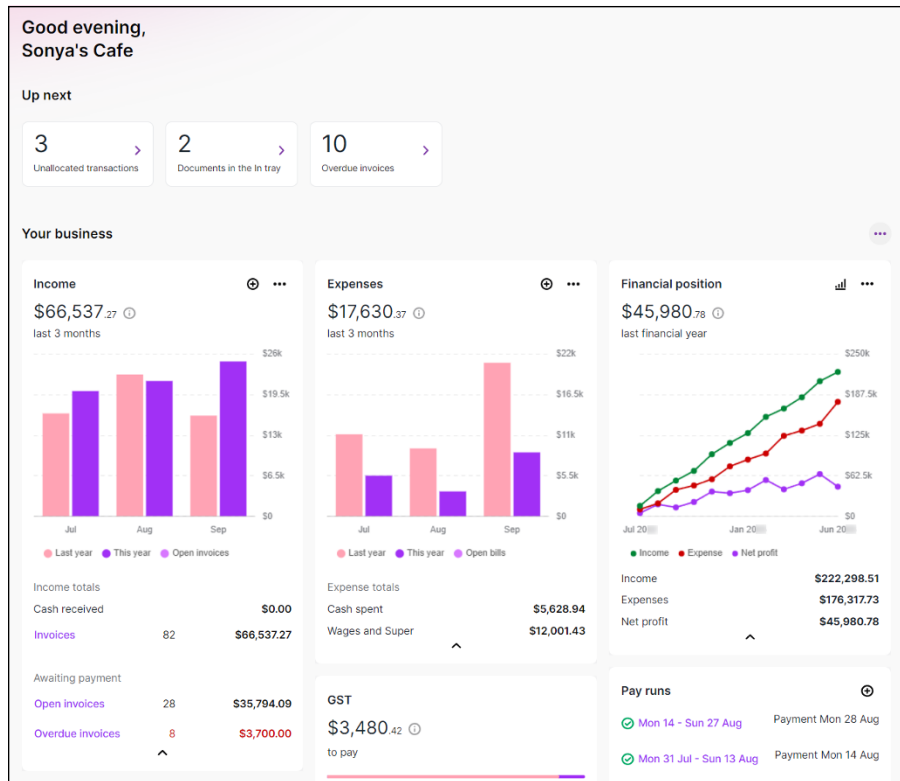 Good evening,
Sonya's Cafe
Up next
3
Unallocated transactions
2
Documents in the In tray
10
Overdue invoices
Your business
Income
$66,537.27
last 3 months
$26k
$19.5k
$13k
$6.5k
$0
Jul Aug Sep
Last year This year Open invoices
Income totals
Cash received $0.00
Invoices 82 $66,537.27
Awaiting payment
Open invoices 28 $35,794.09
Overdue invoices 8 $3,700.00
Expenses
$17,630.37
last 3 months
$22k
$16.5k
$11k
$5.5k
$0
Jul Aug Sep
Last year This year Open bills
Expense totals
Cash spent $5,628.94
Wages and Super $12,001.43
GST
$3,480.42
to pay
Financial position
$45,980.78
last financial year
$250k
$187.5k
$125k
$62.5k
$0
Jul 20 Jan 20 Jun 20
Income Expense Net profit
Income $222,298.51
Expenses $176,317.73
Net profit $45,980.78
Pay runs
Mon 14 - Sun 27 Aug Payment Mon 28 Aug
Mon 31 Jul - Sun 13 Aug Payment Mon 14 Aug